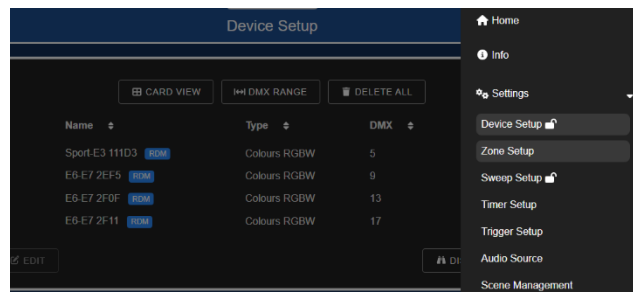 Device Setup
CARD VIEW DMX RANGE DELETE ALL
Name Type DMX
Sport-E3 111D3 RDM Colours RGBW 5
E6-E7 2EF5 RDM Colours RGBW 9
E6-E7 2F0F RDM Colours RGBW 13
E6-E7 2F11 RDM Colours RGBW 17
EDIT DI
Home
Info
Settings
Device Setup
Zone Setup
Sweep Setup
Timer Setup
Trigger Setup
Audio Source
Scene Management